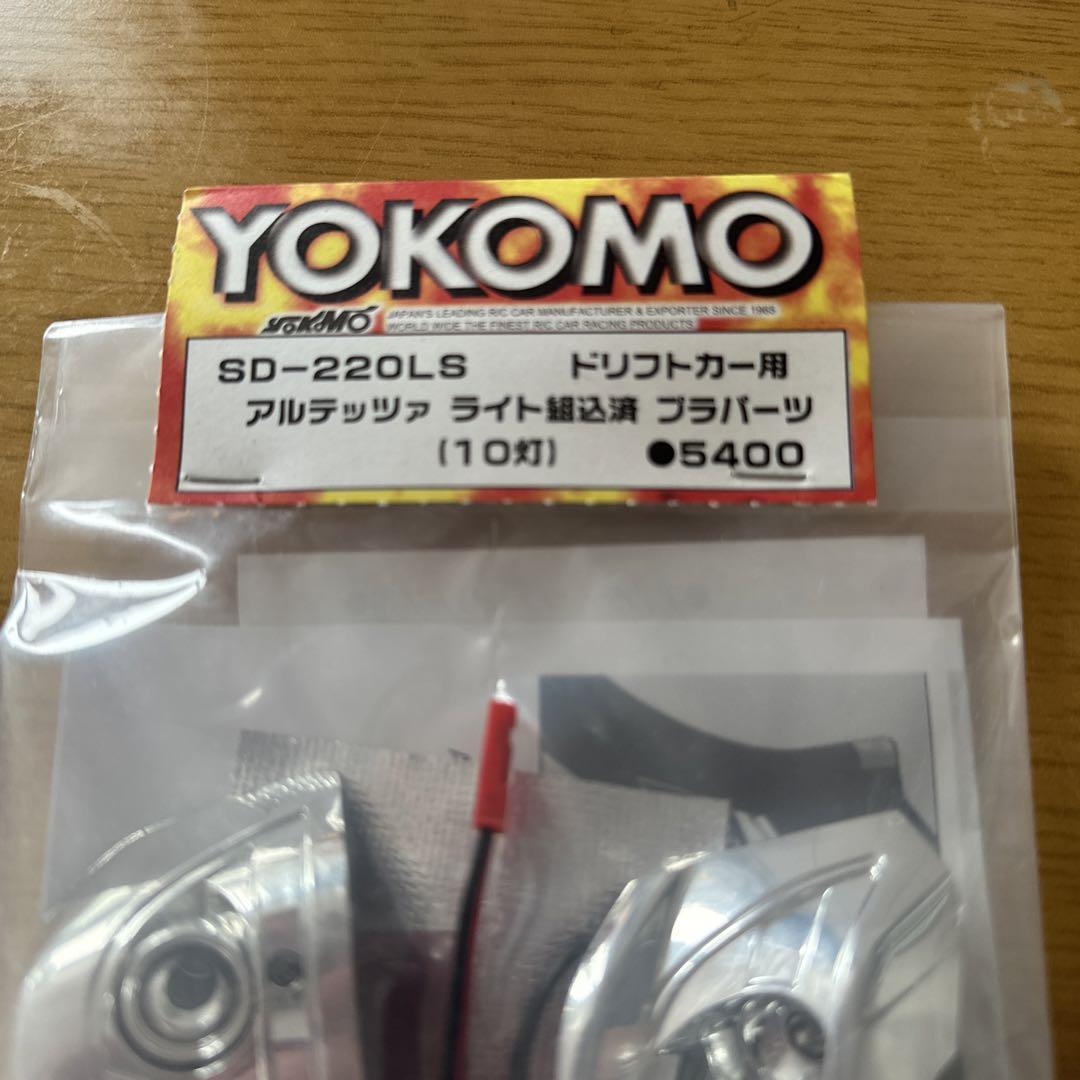 YOKOMO
YOKOMO JAPAN'S LEADING R/C CAR MANUFACTURER & EXPORTER SINCE 1965
WORLD WIDE THE FINEST R/C CAR RACING PRODUCTS
SD-220LS ドリフトカー用
アルテッツァ ライト組込済 プラパーツ
(10灯) ●5400